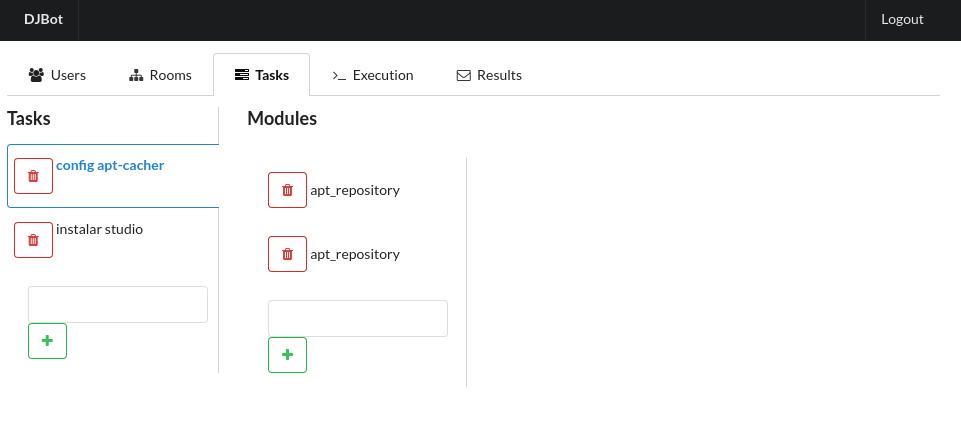 DJBot Logout
Users Rooms Tasks Execution Results
Tasks Modules
config apt-cacher
apt_repository
instalar studio
apt_repository